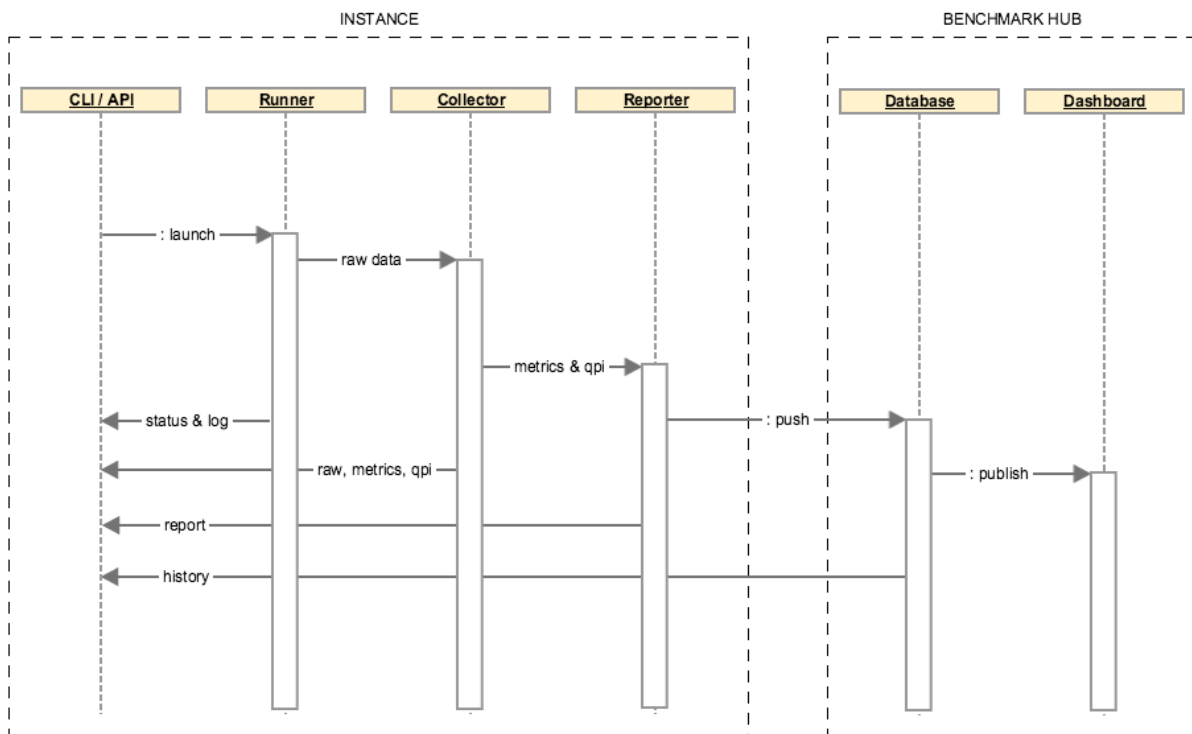 INSTANCE
BENCHMARK HUB
CLI / API
Runner
Collector
Reporter
Database
Dashboard
: launch
raw data
metrics & qpi
status & log
: push
raw, metrics, qpi
: publish
report
history